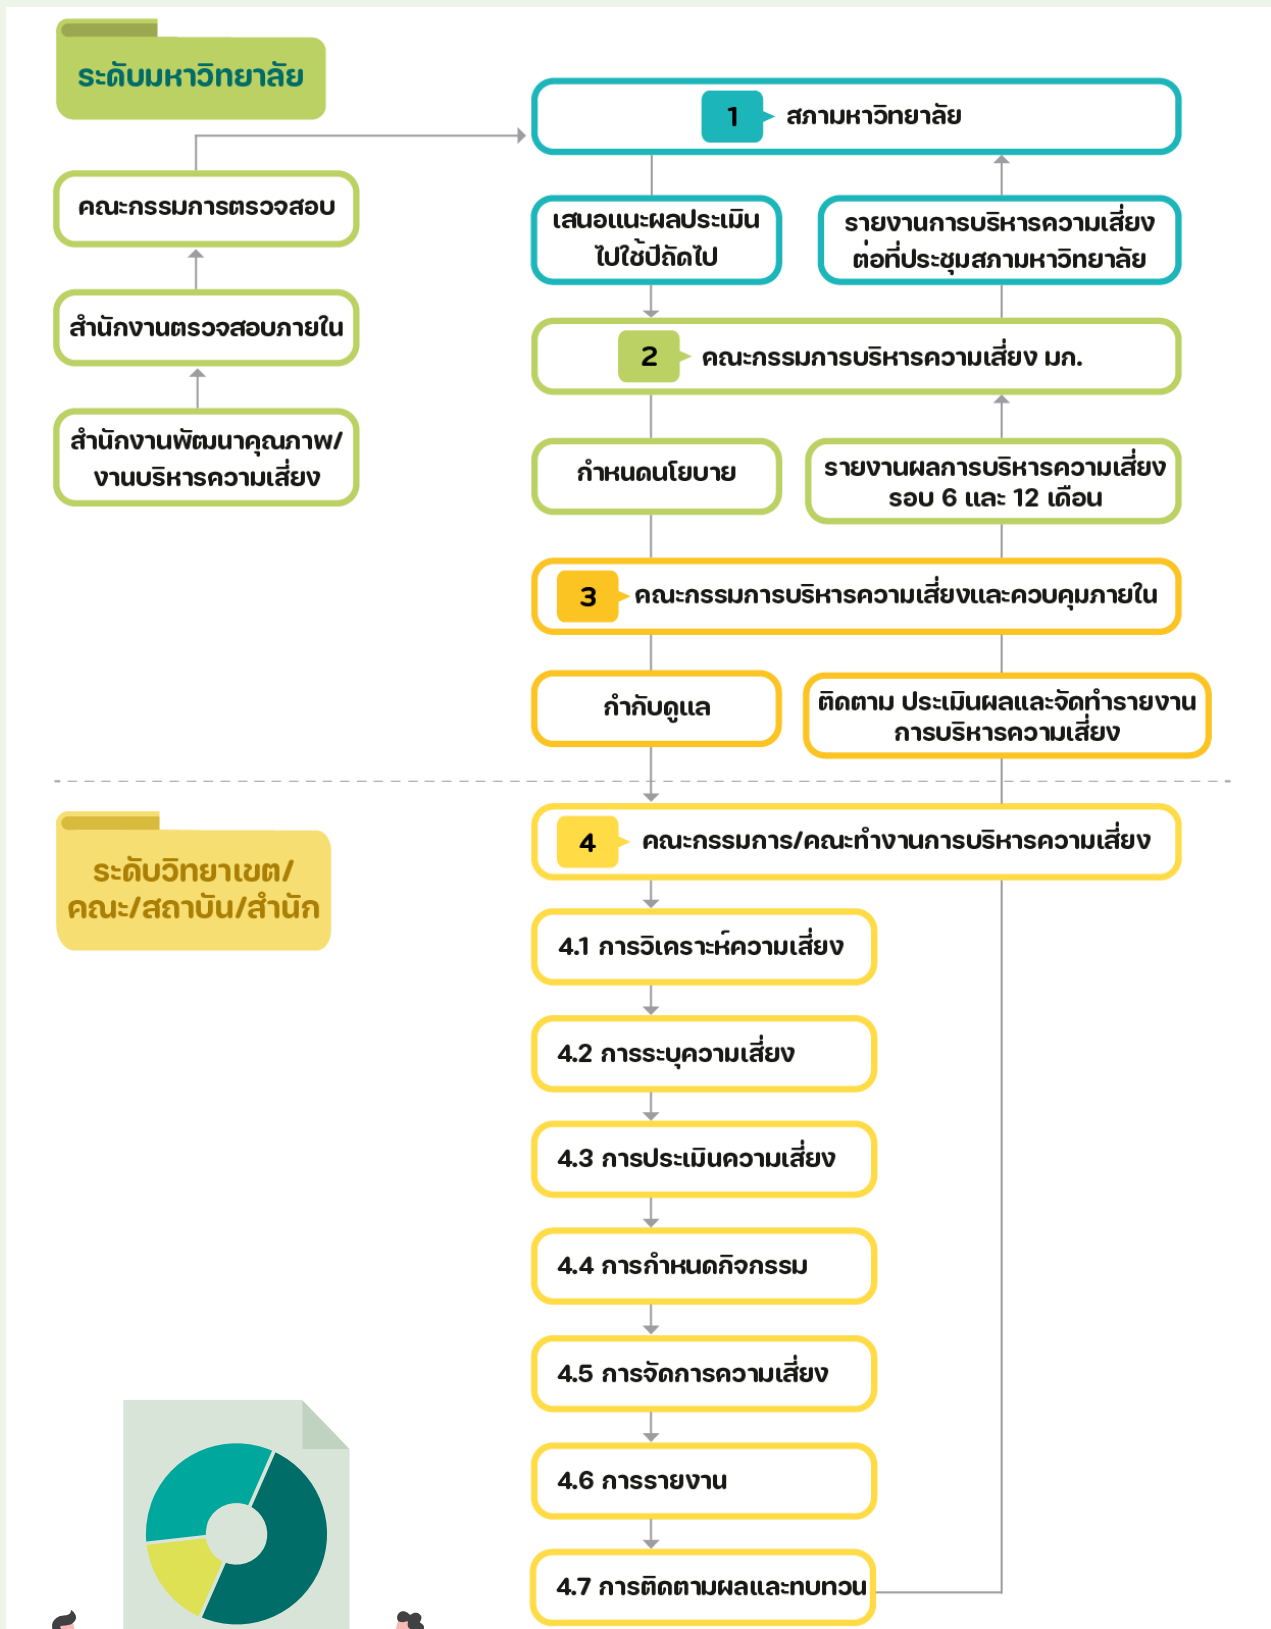 ระดับมหาวิทยาลัย
1 สภามหาวิทยาลัย
คณะกรรมการตรวจสอบ
สำนักงานตรวจสอบภายใน
สำนักงานพัฒนาคุณภาพ/
งานบริหารความเสี่ยง
เสนอแนะผลประเมิน
ไปใช้ปีถัดไป
รายงานการบริหารความเสี่ยง
ต่อที่ประชุมสภามหาวิทยาลัย
2 คณะกรรมการบริหารความเสี่ยง มก.
กำหนดนโยบาย
รายงานผลการบริหารความเสี่ยง
รอบ 6 และ 12 เดือน
3 คณะกรรมการบริหารความเสี่ยงและควบคุมภายใน
กำกับดูแล
ติดตาม ประเมินผลและจัดทำรายงาน
การบริหารความเสี่ยง
ระดับวิทยาเขต/
คณะ/สถาบัน/สำนัก
4 คณะกรรมการ/คณะทำงานการบริหารความเสี่ยง
4.1 การวิเคราะห์ความเสี่ยง
4.2 การระบุความเสี่ยง
4.3 การประเมินความเสี่ยง
4.4 การกำหนดกิจกรรม
4.5 การจัดการความเสี่ยง
4.6 การรายงาน
4.7 การติดตามผลและทบทวน